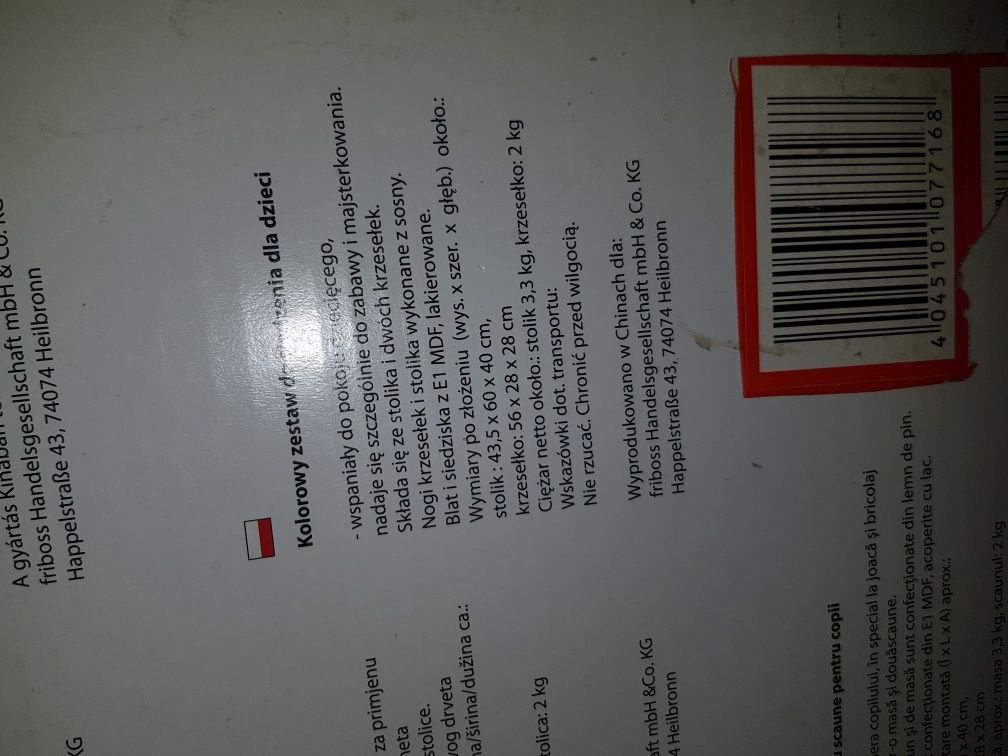 A gyártás Kínában
friboss Handelsgesellschaft mbH & Co. KG
Happelstraße 43, 74074 Heilbronn
KG
Kolorowy zestaw dla dzieci
- wspaniały do pokoju dziecięcego,
nadaje się szczególnie do zabawy i majsterkowania.
Składa się ze stolika i dwóch krzesełek.
Nogi krzesełek i stolika wykonane z sosny.
Blat i siedziska z E1 MDF, lakierowane.
Wymiary po złożeniu (wys. x szer. x głęb.) około.:
stolik : 43,5 x 60 x 40 cm,
krzesełko: 56 x 28 x 28 cm
Ciężar netto około.: stolik 3,3 kg, krzesełko: 2 kg
Wskazówki dot. transportu:
Nie rzucać. Chronić przed wilgocią.
Wyprodukowano w Chinach dla:
friboss Handelsgesellschaft mbH & Co. KG
Happelstraße 43, 74074 Heilbronn
4 045101 077168
za primjenu
stolice.
drveta
širina/dužina ca.:
stolica: 2 kg
mbH &Co. KG
4 Heilbronn
scaune pentru copii
copilului, în special la joacă şi bricolaj
-o masă şi douăscaune.
şi de masă sunt confecţionate din lemn de pin.
confecţionate din E1 MDF, acoperite cu lac.
montată (Î x L x A) aprox.:
40 cm,
x 28 cm
aprox.: masa 3,3 kg, scaunul: 2 kg